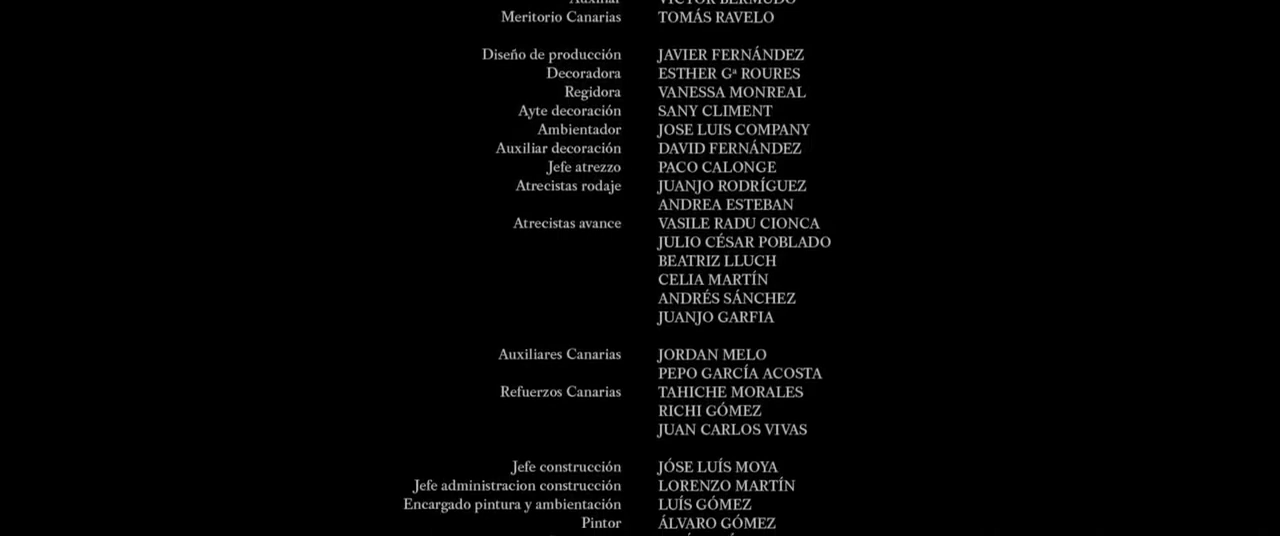 Meritorio Canarias TOMÁS RAVELO
Diseño de producción JAVIER FERNÁNDEZ
Decoradora ESTHER Gª ROURES
Regidora VANESSA MONREAL
Ayte decoración SANY CLIMENT
Ambientador JOSE LUIS COMPANY
Auxiliar decoración DAVID FERNÁNDEZ
Jefe atrezzo PACO CALONGE
Atrecistas rodaje JUANJO RODRÍGUEZ
ANDREA ESTEBAN
Atrecistas avance VASILE RADU CIONCA
JULIO CÉSAR POBLADO
BEATRIZ LLUCH
CELIA MARTÍN
ANDRÉS SÁNCHEZ
JUANJO GARFIA
Auxiliares Canarias JORDAN MELO
PEPO GARCÍA ACOSTA
Refuerzos Canarias TAHICHE MORALES
RICHI GÓMEZ
JUAN CARLOS VIVAS
Jefe construcción JÓSE LUÍS MOYA
Jefe administracion construcción LORENZO MARTÍN
Encargado pintura y ambientación LUÍS GÓMEZ
Pintor ÁLVARO GÓMEZ